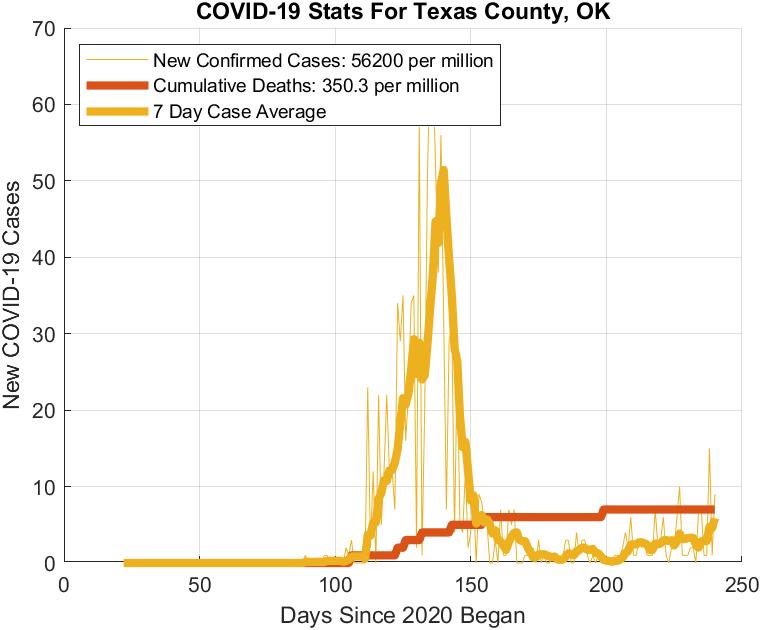 COVID-19 Stats For Texas County, OK
70
60
50
40
30
20
10
0
New COVID-19 Cases
New Confirmed Cases: 56200 per million
Cumulative Deaths: 350.3 per million
7 Day Case Average
0
50
100
150
200
250
Days Since 2020 Began